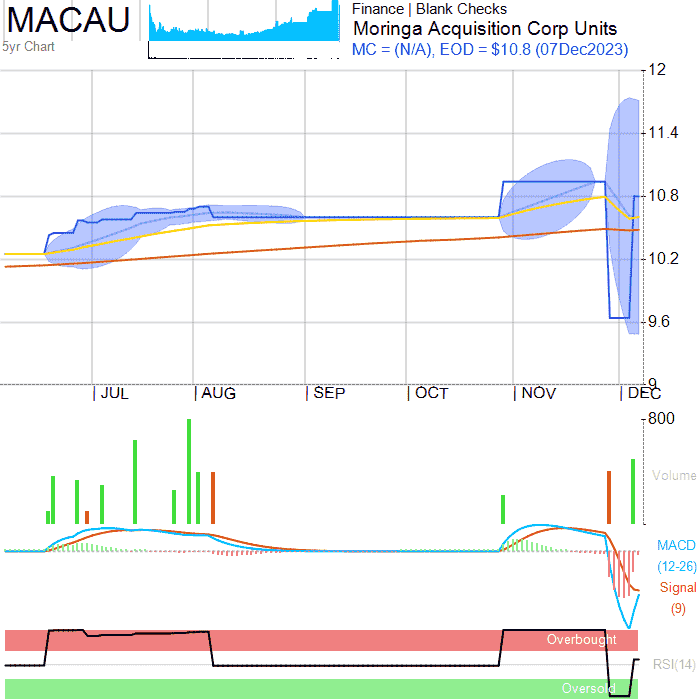 MACAU
5yr Chart
Finance | Blank Checks
Moringa Acquisition Corp Units
MC = (N/A), EOD = $10.8 (07Dec2023)
12
11.4
10.8
10.2
9.6
9
JUL AUG SEP OCT NOV DEC
800
Volume
MACD
(12-26)
Signal
(9)
Overbought
RSI(14)
Oversold